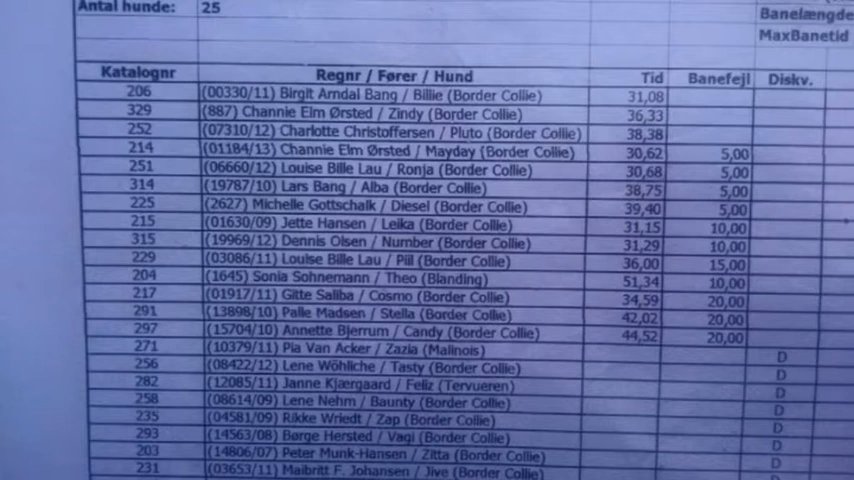 Antal hunde: 25
Banelængde
MaxBanetid
Katalognr Regnr / Fører / Hund Tid Banefejl Diskv.
206 (00330/11) Birgit Arndal Bang / Billie (Border Collie) 31,08
329 (887) Channie Elm Ørsted / Zindy (Border Collie) 36,33
252 (07310/12) Charlotte Christoffersen / Pluto (Border Collie) 38,38
214 (01184/13) Channie Elm Ørsted / Mayday (Border Collie) 30,62 5,00
251 (06660/12) Louise Bille Lau / Ronja (Border Collie) 30,68 5,00
314 (19787/10) Lars Bang / Alba (Border Collie) 38,75 5,00
225 (2627) Michelle Gottschalk / Diesel (Border Collie) 39,40 5,00
215 (01630/09) Jette Hansen / Leika (Border Collie) 31,15 10,00
315 (19969/12) Dennis Olsen / Number (Border Collie) 31,29 10,00
229 (03086/11) Louise Bille Lau / Piil (Border Collie) 36,00 15,00
204 (1645) Sonia Sohnemann / Theo (Blanding) 51,34 10,00
217 (01917/11) Gitte Saliba / Cosmo (Border Collie) 34,59 20,00
291 (13898/10) Palle Madsen / Stella (Border Collie) 42,02 20,00
297 (15704/10) Annette Bjerrum / Candy (Border Collie) 44,52 20,00
271 (10379/11) Pia Van Acker / Zazia (Malinois) D
256 (08422/12) Lene Wöhliche / Tasty (Border Collie) D
282 (12085/11) Janne Kjærgaard / Feliz (Tervueren) D
258 (08614/09) Lene Nehm / Baunty (Border Collie) D
235 (04581/09) Rikke Wriedt / Zap (Border Collie) D
293 (14563/08) Børge Hersted / Vagi (Border Collie) D
203 (14806/07) Peter Munk-Hansen / Zitta (Border Collie) D
231 (03653/11) Maibritt F. Johansen / Jive (Border Collie) D